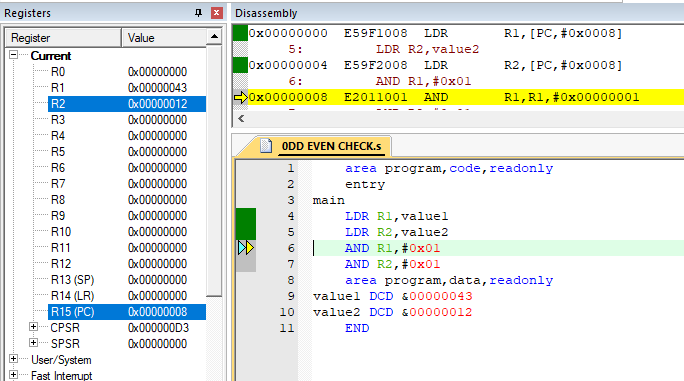 Registers
Register Value
Current
R0 0x00000000
R1 0x00000043
R2 0x00000012
R3 0x00000000
R4 0x00000000
R5 0x00000000
R6 0x00000000
R7 0x00000000
R8 0x00000000
R9 0x00000000
R10 0x00000000
R11 0x00000000
R12 0x00000000
R13 (SP) 0x00000000
R14 (LR) 0x00000000
R15 (PC) 0x00000008
CPSR 0x000000D3
SPSR 0x00000000
User/System
Fast Interrupt
Disassembly
0x00000000 E59F1008 LDR R1,[PC,#0x0008]
5: LDR R2,value2
0x00000004 E59F2008 LDR R2,[PC,#0x0008]
6: AND R1,#0x01
0x00000008 E2011001 AND R1,R1,#0x00000001
0DD EVEN CHECK.s
1 area program,code,readonly
2 entry
3 main
4 LDR R1,value1
5 LDR R2,value2
6 AND R1,#0x01
7 AND R2,#0x01
8 area program,data,readonly
9 value1 DCD &00000043
10 value2 DCD &00000012
11 END